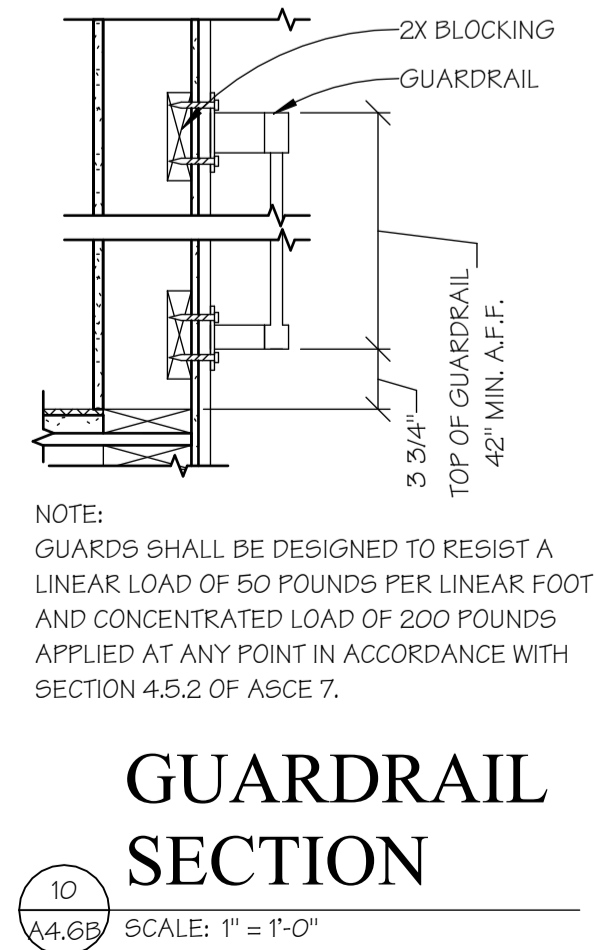 2X BLOCKING
GUARDRAIL
TOP OF GUARDRAIL
42" MIN. A.F.F.
3 3/4"
NOTE:
GUARDS SHALL BE DESIGNED TO RESIST A
LINEAR LOAD OF 50 POUNDS PER LINEAR FOOT
AND CONCENTRATED LOAD OF 200 POUNDS
APPLIED AT ANY POINT IN ACCORDANCE WITH
SECTION 4.5.2 OF ASCE 7.
GUARDRAIL
SECTION
10
A4.6B
SCALE: 1" = 1'-0"